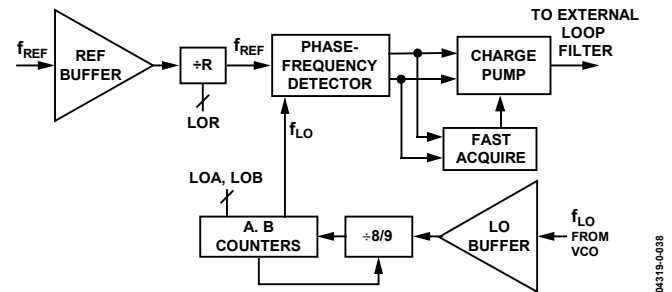 TO EXTERNAL
LOOP
FILTER
fREF
REF
BUFFER
÷R
LOR
fREF
PHASE-
FREQUENCY
DETECTOR
CHARGE
PUMP
FAST
ACQUIRE
fLO
LOA, LOB
A. B
COUNTERS
÷8/9
LO
BUFFER
fLO
FROM
VCO
04319-0-038